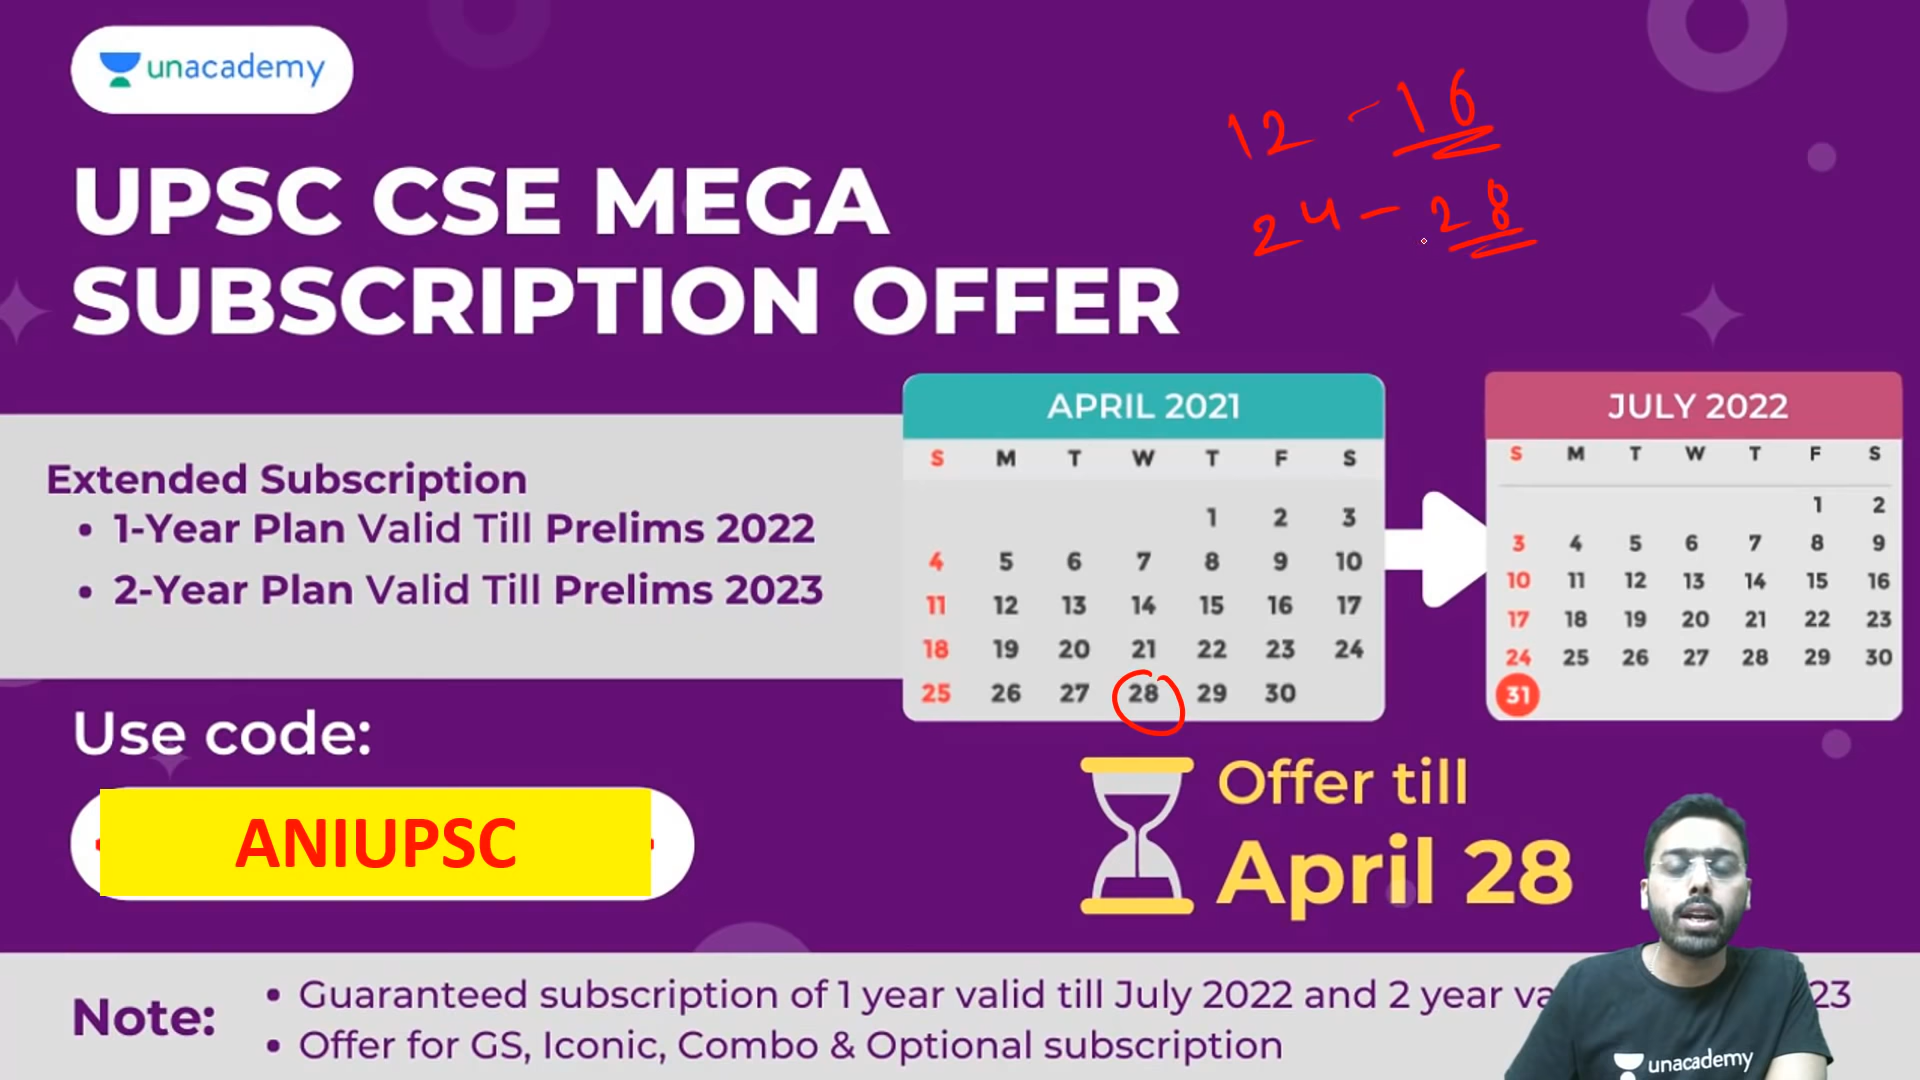 unacademy
12 - 16
24 - 28
UPSC CSE MEGA
SUBSCRIPTION OFFER
Extended Subscription
• 1-Year Plan Valid Till Prelims 2022
• 2-Year Plan Valid Till Prelims 2023
APRIL 2021
S M T W T F S
1 2 3
4 5 6 7 8 9 10
11 12 13 14 15 16 17
18 19 20 21 22 23 24
25 26 27 28 29 30
JULY 2022
S M T W T F S
1 2
3 4 5 6 7 8 9
10 11 12 13 14 15 16
17 18 19 20 21 22 23
24 25 26 27 28 29 30
31
Use code:
ANIUPSC
Offer till
April 28
Note:
• Guaranteed subscription of 1 year valid till July 2022 and 2 year va 23
• Offer for GS, Iconic, Combo & Optional subscription
unacademy